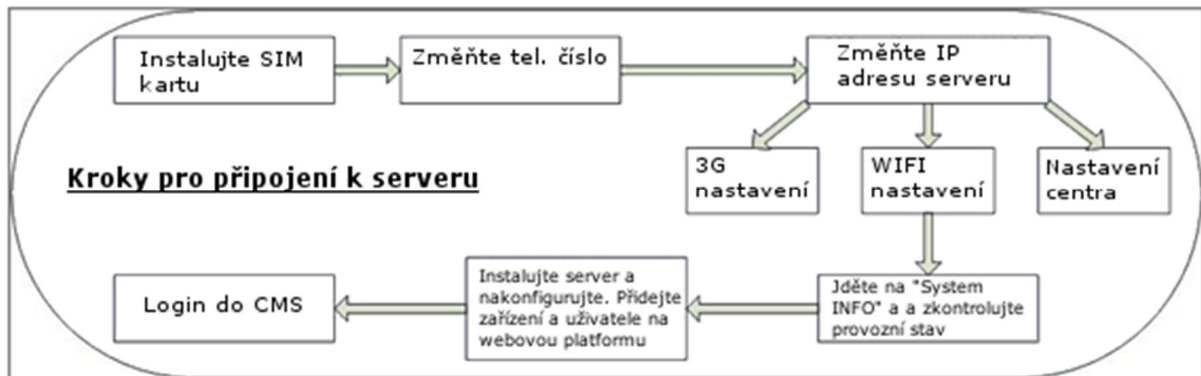 Instalujte SIM
kartu
Změňte tel. číslo
Změňte IP
adresu serveru
3G
nastavení
WIFI
nastavení
Nastavení
centra
Kroky pro připojení k serveru
Jděte na "System
INFO" a a zkontrolujte
provozní stav
Instalujte server a
nakonfigurujte. Přidejte
zařízení a uživatele na
webovou platformu
Login do CMS